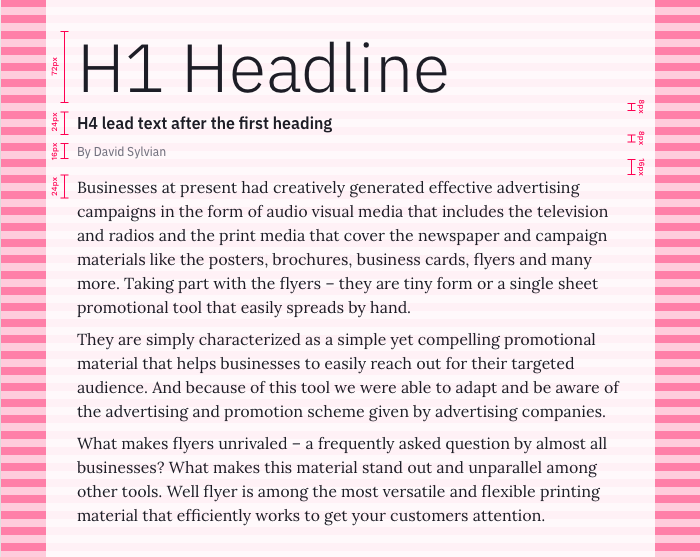 H1 Headline
72px
8px
24px
H4 lead text after the first heading
8px
16px
By David Sylvian
16px
24px
Businesses at present had creatively generated effective advertising
campaigns in the form of audio visual media that includes the television
and radios and the print media that cover the newspaper and campaign
materials like the posters, brochures, business cards, flyers and many
more. Taking part with the flyers – they are tiny form or a single sheet
promotional tool that easily spreads by hand.
They are simply characterized as a simple yet compelling promotional
material that helps businesses to easily reach out for their targeted
audience. And because of this tool we were able to adapt and be aware of
the advertising and promotion scheme given by advertising companies.
What makes flyers unrivaled – a frequently asked question by almost all
businesses? What makes this material stand out and unparallel among
other tools. Well flyer is among the most versatile and flexible printing
material that efficiently works to get your customers attention.